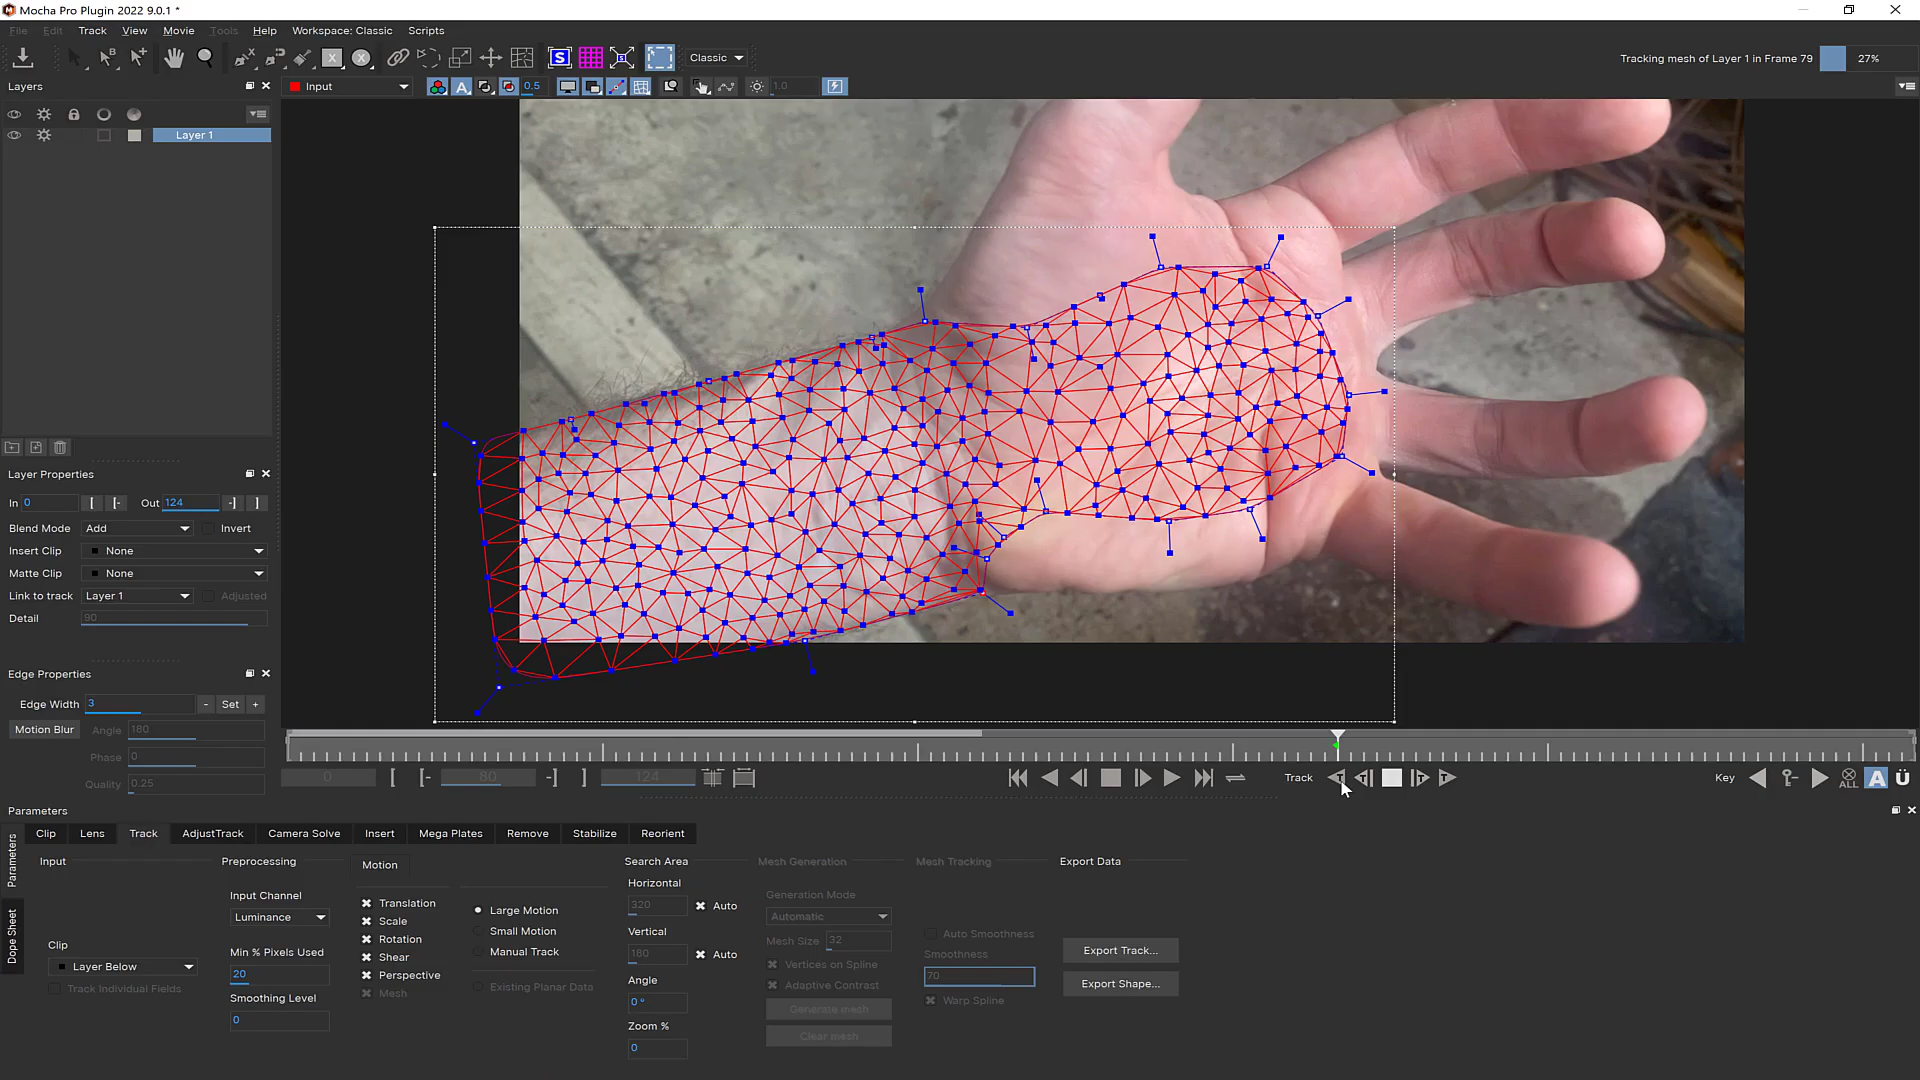 Mocha Pro Plugin 2022 9.0.1 *
File Edit Track View Movie Tools Help Workspace: Classic Scripts
Classic
Tracking mesh of Layer 1 in Frame 79 27%
Layers
Input
0.5
1.0
Layer 1
Layer Properties
In 0 [ [- Out 124 -] ]
Blend Mode Add Invert
Insert Clip None
Matte Clip None
Link to track Layer 1 Adjusted
Detail 90
Edge Properties
Edge Width 3 - Set +
Motion Blur Angle 180
Phase 0
Quality 0.25
0 [ [- 80 -] ] 124
Track
Key
ALL
A
Parameters
Parameters
Dope Sheet
Clip Lens Track AdjustTrack Camera Solve Insert Mega Plates Remove Stabilize Reorient
Input
Clip
Layer Below
Track Individual Fields
Preprocessing
Input Channel
Luminance
Min % Pixels Used
20
Smoothing Level
0
Motion
Translation
Scale
Rotation
Shear
Perspective
Mesh
Large Motion
Small Motion
Manual Track
Existing Planar Data
Search Area
Horizontal
320 Auto
Vertical
180 Auto
Angle
0 °
Zoom %
0
Mesh Generation
Generation Mode
Automatic
Mesh Size 32
Vertices on Spline
Adaptive Contrast
Generate mesh
Clear mesh
Mesh Tracking
Auto Smoothness
Smoothness
70
Warp Spline
Export Data
Export Track...
Export Shape...